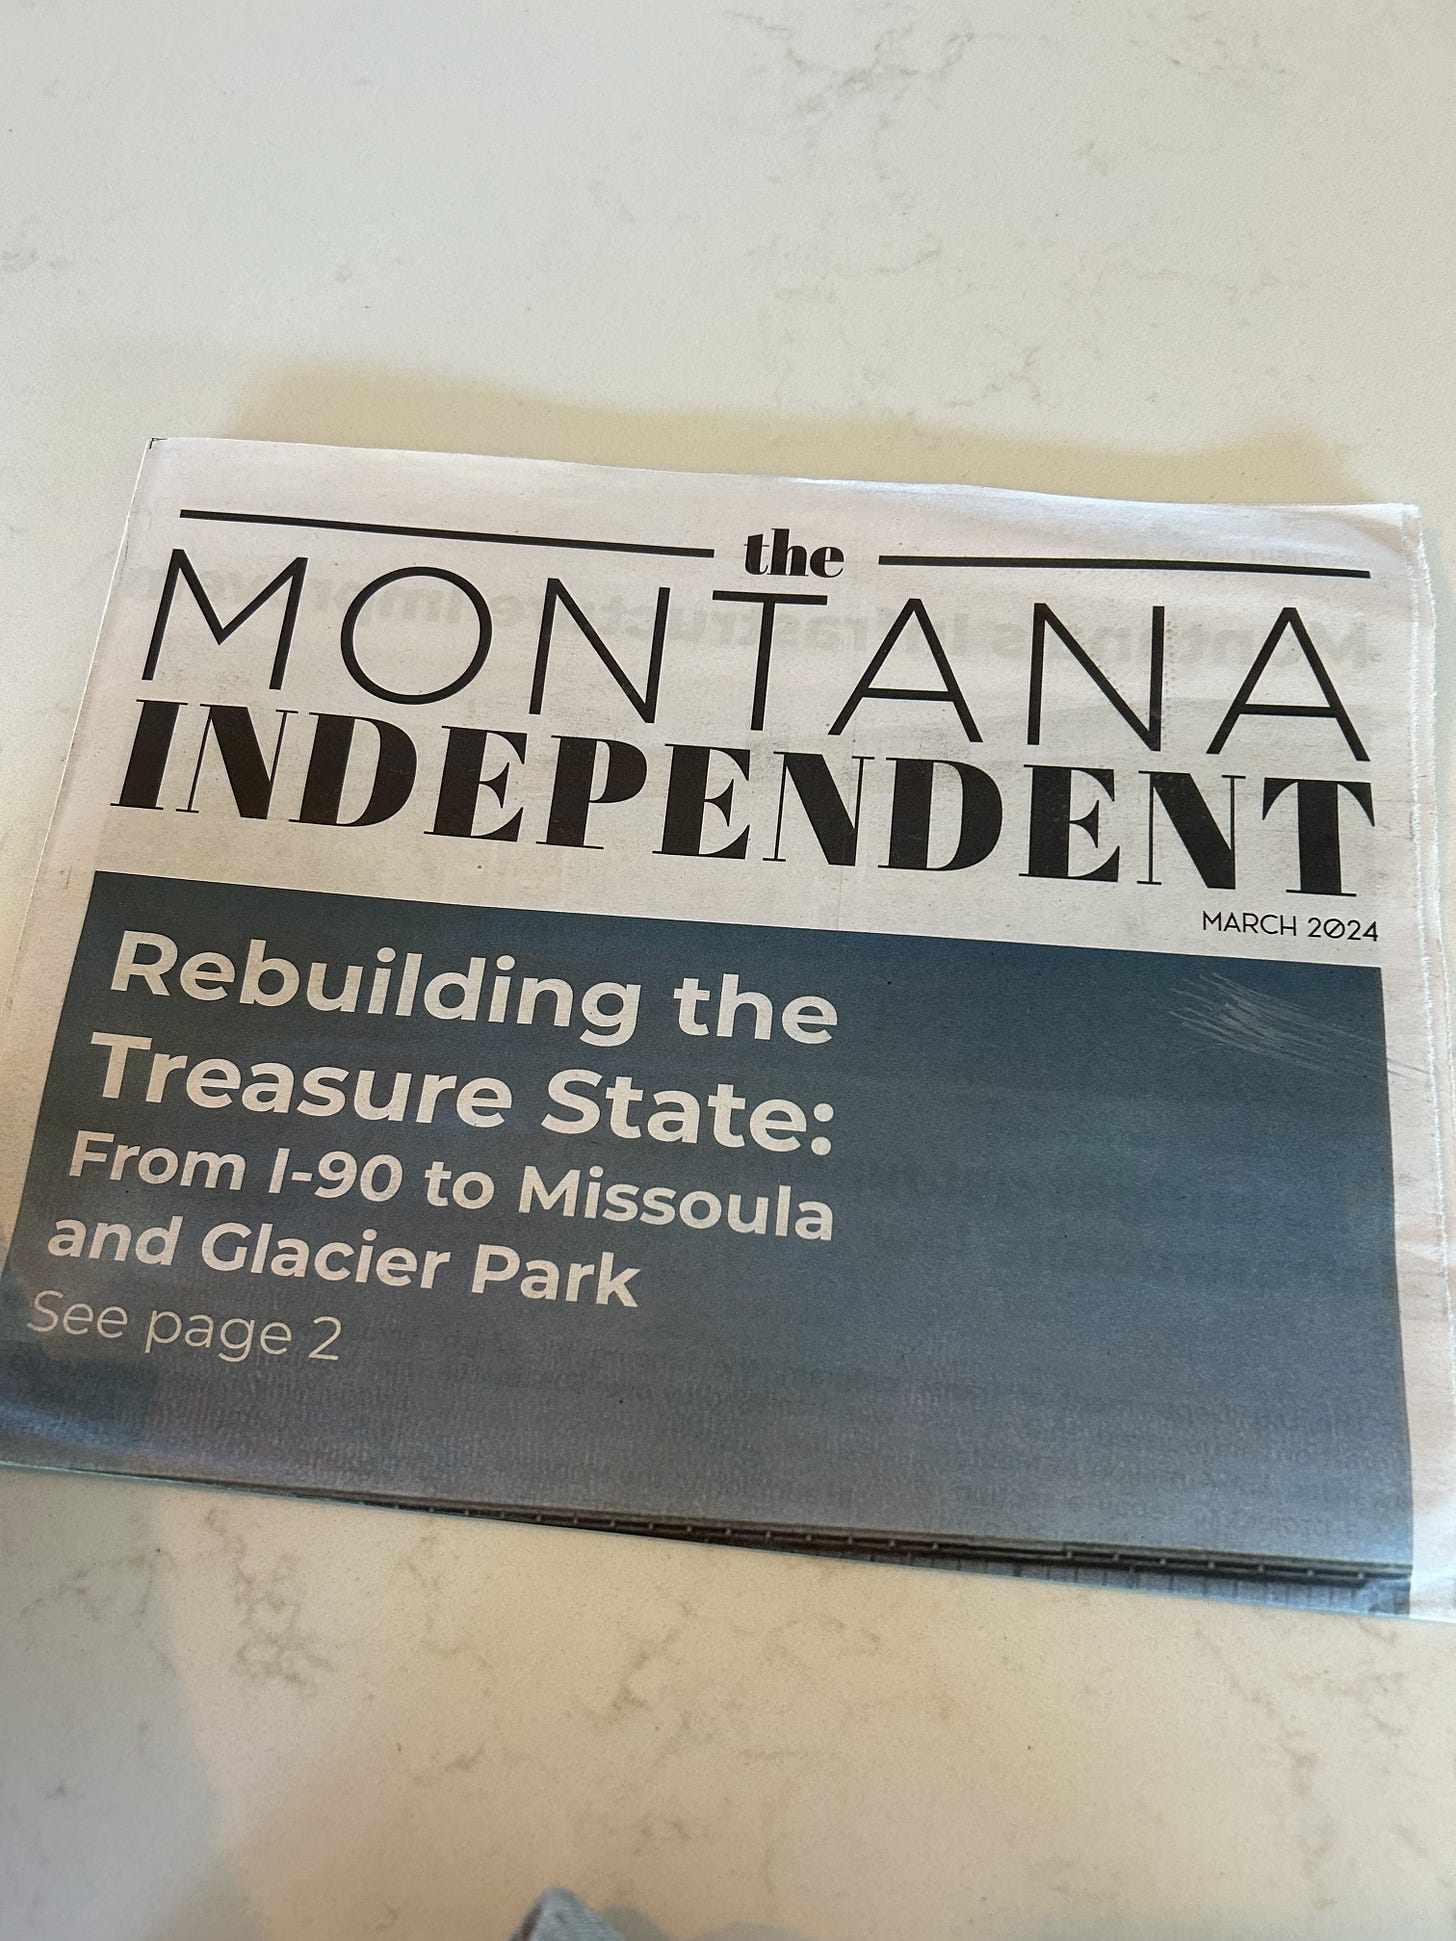 the
MONTANA
INDEPENDENT
MARCH 2024
Rebuilding the
Treasure State:
From I-90 to Missoula
and Glacier Park
See page 2